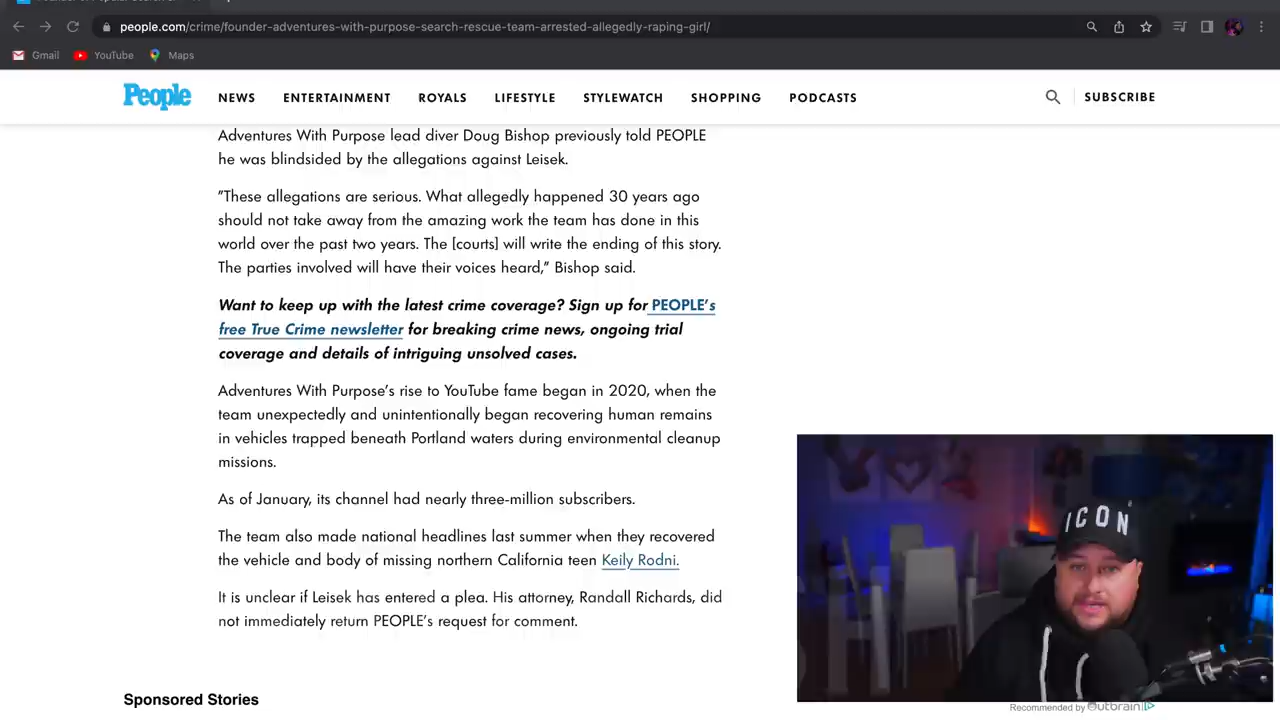 people.com/crime/founder-adventures-with-purpose-search-rescue-team-arrested-allegedly-raping-girl/
Gmail YouTube Maps
People NEWS ENTERTAINMENT ROYALS LIFESTYLE STYLEWATCH SHOPPING PODCASTS SUBSCRIBE
Adventures With Purpose lead diver Doug Bishop previously told PEOPLE
he was blindsided by the allegations against Leisek.
"These allegations are serious. What allegedly happened 30 years ago
should not take away from the amazing work the team has done in this
world over the past two years. The [courts] will write the ending of this story.
The parties involved will have their voices heard," Bishop said.
Want to keep up with the latest crime coverage? Sign up for PEOPLE's
free True Crime newsletter for breaking crime news, ongoing trial
coverage and details of intriguing unsolved cases.
Adventures With Purpose's rise to YouTube fame began in 2020, when the
team unexpectedly and unintentionally began recovering human remains
in vehicles trapped beneath Portland waters during environmental cleanup
missions.
As of January, its channel had nearly three-million subscribers.
The team also made national headlines last summer when they recovered
the vehicle and body of missing northern California teen Keily Rodni.
It is unclear if Leisek has entered a plea. His attorney, Randall Richards, did
not immediately return PEOPLE's request for comment.
ICON
Sponsored Stories
Recommended by Outbrain